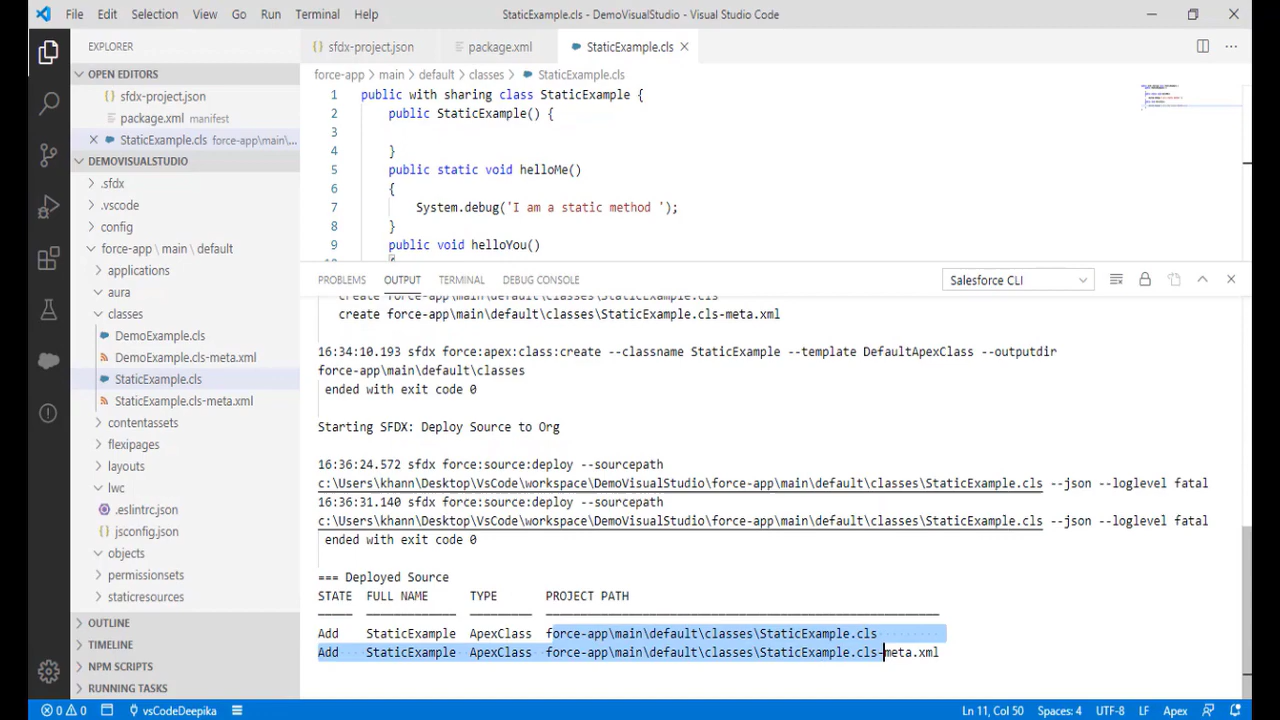 File Edit Selection View Go Run Terminal Help StaticExample.cls - DemoVisualStudio - Visual Studio Code
EXPLORER
OPEN EDITORS
sfdx-project.json
package.xml manifest
StaticExample.cls force-app\main\...
DEMOVISUALSTUDIO
.sfdx
.vscode
config
force-app \ main \ default
applications
aura
classes
DemoExample.cls
DemoExample.cls-meta.xml
StaticExample.cls
StaticExample.cls-meta.xml
contentassets
flexipages
layouts
lwc
.eslintrc.json
jsconfig.json
objects
permissionsets
staticresources
OUTLINE
TIMELINE
NPM SCRIPTS
RUNNING TASKS
sfdx-project.json package.xml StaticExample.cls
force-app > main > default > classes > StaticExample.cls
1 public with sharing class StaticExample {
2 public StaticExample() {
3
4 }
5 public static void helloMe()
6 {
7 System.debug('I am a static method ');
8 }
9 public void helloYou()
PROBLEMS OUTPUT TERMINAL DEBUG CONSOLE Salesforce CLI
create force-app\main\default\classes\StaticExample.cls
create force-app\main\default\classes\StaticExample.cls-meta.xml
16:34:10.193 sfdx force:apex:class:create --classname StaticExample --template DefaultApexClass --outputdir
force-app\main\default\classes
ended with exit code 0
Starting SFDX: Deploy Source to Org
16:36:24.572 sfdx force:source:deploy --sourcepath
c:\Users\khann\Desktop\VsCode\workspace\DemoVisualStudio\force-app\main\default\classes\StaticExample.cls --json --loglevel fatal
16:36:31.140 sfdx force:source:deploy --sourcepath
c:\Users\khann\Desktop\VsCode\workspace\DemoVisualStudio\force-app\main\default\classes\StaticExample.cls --json --loglevel fatal
ended with exit code 0
=== Deployed Source
STATE FULL NAME TYPE PROJECT PATH
Add StaticExample ApexClass force-app\main\default\classes\StaticExample.cls
Add StaticExample ApexClass force-app\main\default\classes\StaticExample.cls-meta.xml
0 0 vsCodeDeepika Ln 11, Col 50 Spaces: 4 UTF-8 LF Apex